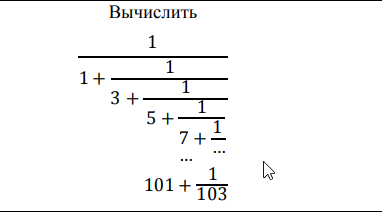 Вычислить
1
1 + 1
3 + 1
5 + 1
7 + 1
...
...
101 + 1
103